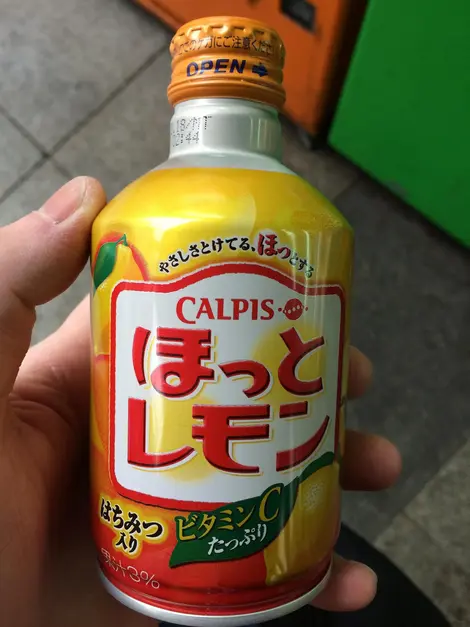 OPEN
やさしさとけてる、ほっとする
CALPIS
ほっと
レモン
はちみつ
入り
ビタミンC
たっぷり
果汁3%